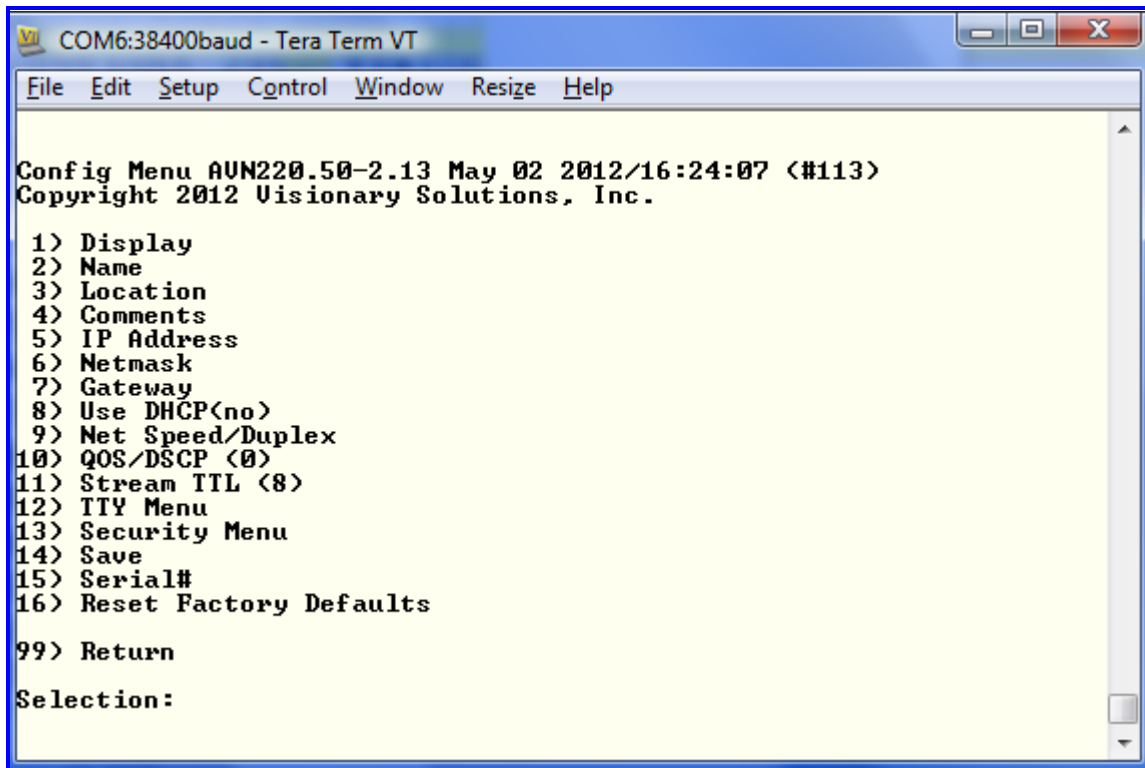 COM6:38400baud - Tera Term VT
File Edit Setup Control Window Resize Help
Config Menu AVN220.50-2.13 May 02 2012/16:24:07 (#113)
Copyright 2012 Visionary Solutions, Inc.
1) Display
2) Name
3) Location
4) Comments
5) IP Address
6) Netmask
7) Gateway
8) Use DHCP(no)
9) Net Speed/Duplex
10) QOS/DSCP (0)
11) Stream TTL (8)
12) TTY Menu
13) Security Menu
14) Save
15) Serial#
16) Reset Factory Defaults
99) Return
Selection: